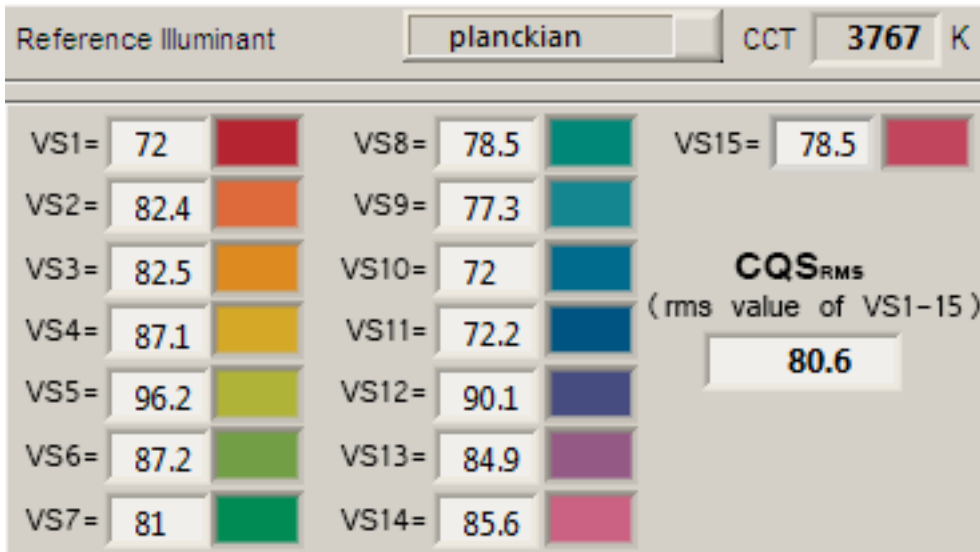 Reference Illuminant planckian CCT 3767 K
VS1= 72 VS8= 78.5 VS15= 78.5
VS2= 82.4 VS9= 77.3
VS3= 82.5 VS10= 72 CQSRMS
VS4= 87.1 VS11= 72.2 (rms value of VS1-15)
VS5= 96.2 VS12= 90.1 80.6
VS6= 87.2 VS13= 84.9
VS7= 81 VS14= 85.6